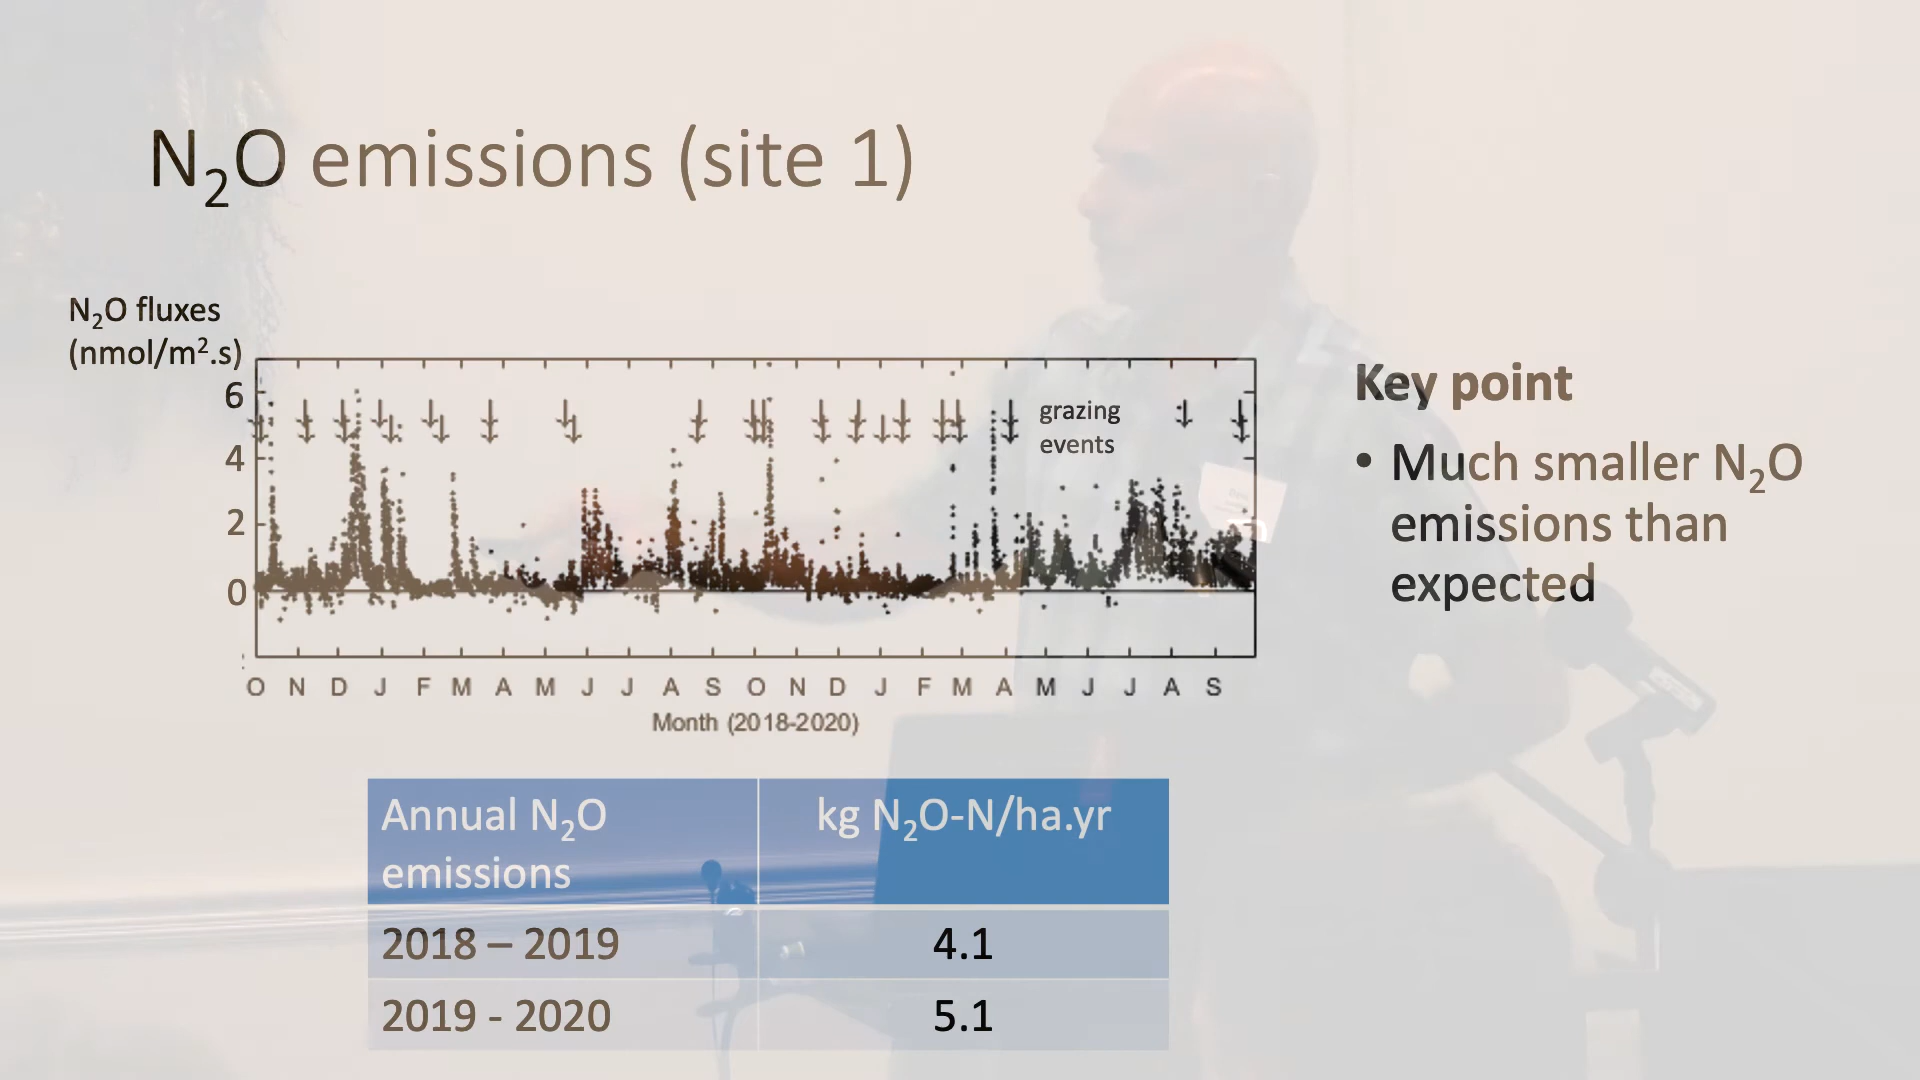 N₂O emissions (site 1)
N₂O fluxes
(nmol/m².s)
6
4
2
0
grazing
events
O N D J F M A M J J A S O N D J F M A M J J A S
Month (2018-2020)
Key point
• Much smaller N₂O
emissions than
expected
Annual N₂O
emissions
kg N₂O-N/ha.yr
2018 – 2019 4.1
2019 - 2020 5.1